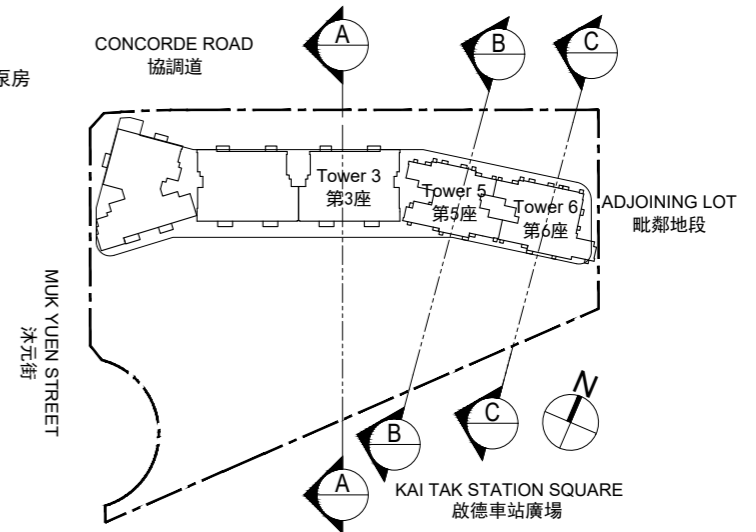 CONCORDE ROAD
協調道
泵房
A
B
C
Tower 3
第3座
Tower 5
第5座
Tower 6
第6座
ADJOINING LOT
毗鄰地段
MUK YUEN STREET
沐元街
N
B
C
A
KAI TAK STATION SQUARE
啟德車站廣場